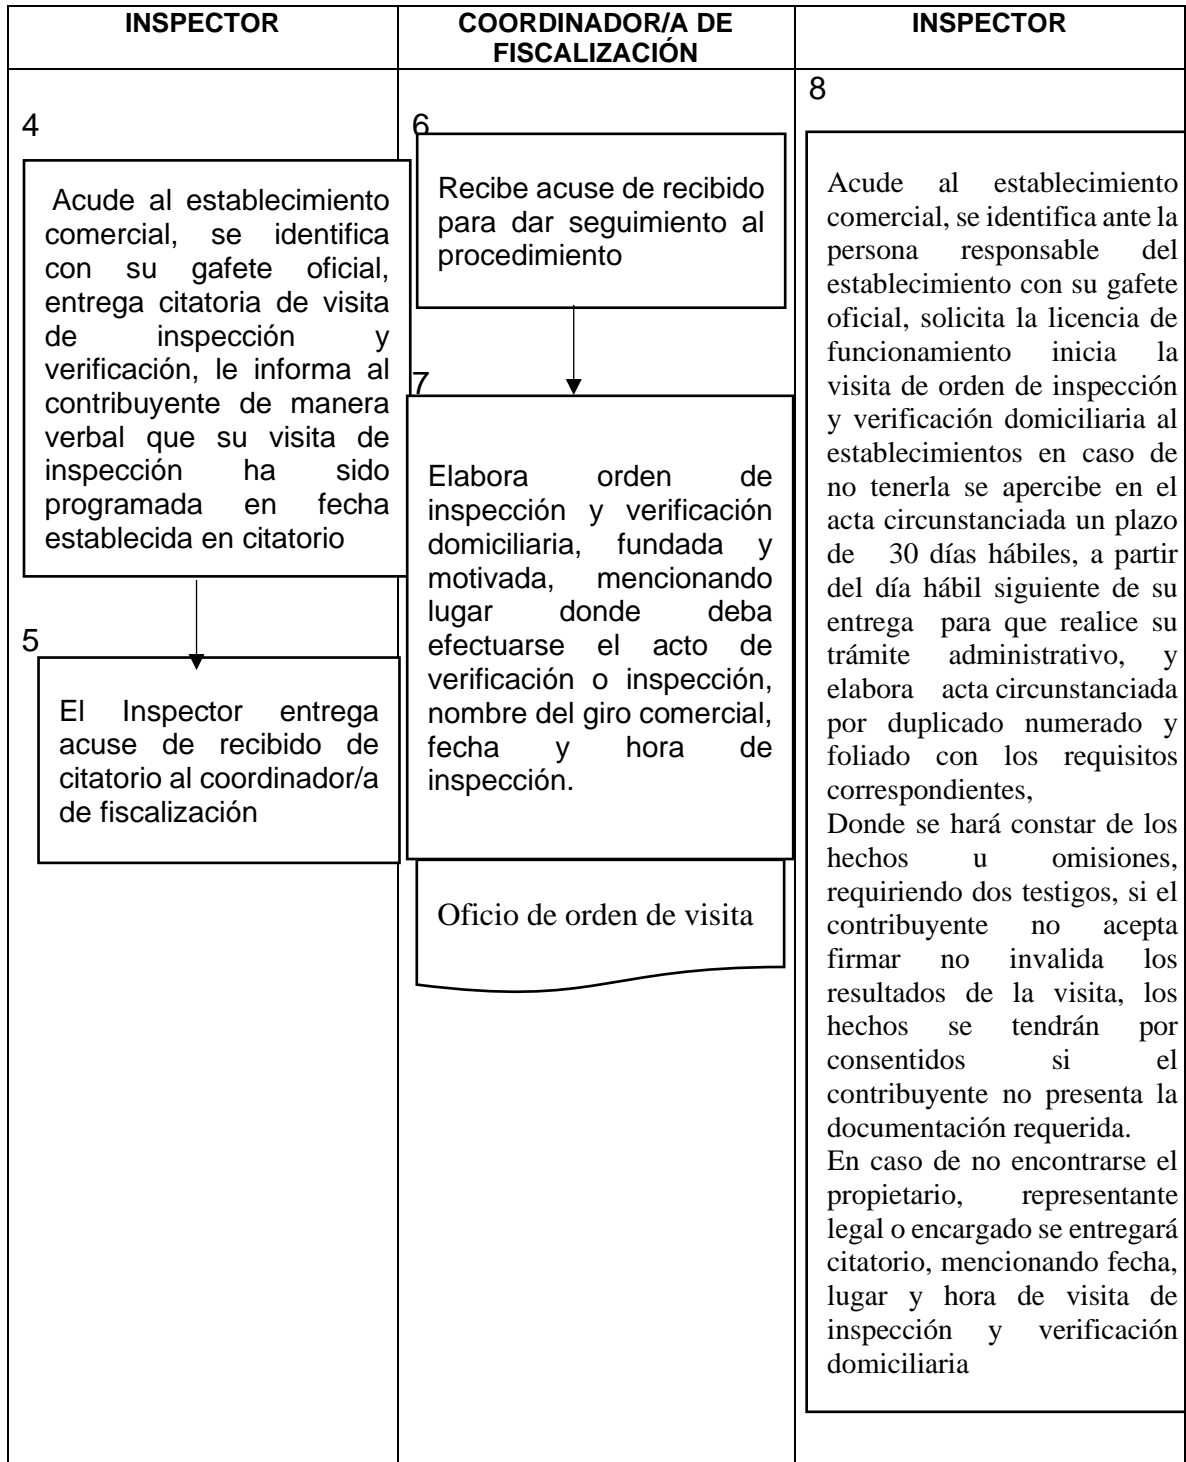 INSPECTOR
COORDINADOR/A DE
FISCALIZACIÓN
INSPECTOR
4
Acude al establecimiento
comercial, se identifica
con su gafete oficial,
entrega citatoria de visita
de inspección y
verificación, le informa al
contribuyente de manera
verbal que su visita de
inspección ha sido
programada en fecha
establecida en citatorio
5
El Inspector entrega
acuse de recibido de
citatorio al coordinador/a
de fiscalización
6
Recibe acuse de recibido
para dar seguimiento al
procedimiento
7
Elabora orden de
inspección y verificación
domiciliaria, fundada y
motivada, mencionando
lugar donde deba
efectuarse el acto de
verificación o inspección,
nombre del giro comercial,
fecha y hora de
inspección.
Oficio de orden de visita
8
Acude al establecimiento
comercial, se identifica ante la
persona responsable del
establecimiento con su gafete
oficial, solicita la licencia de
funcionamiento inicia la
visita de orden de inspección
y verificación domiciliaria al
establecimientos en caso de
no tenerla se apercibe en el
acta circunstanciada un plazo
de 30 días hábiles, a partir
del día hábil siguiente de su
entrega para que realice su
trámite administrativo, y
elabora acta circunstanciada
por duplicado numerado y
foliado con los requisitos
correspondientes,
Donde se hará constar de los
hechos u omisiones,
requiriendo dos testigos, si el
contribuyente no acepta
firmar no invalida los
resultados de la visita, los
hechos se tendrán por
consentidos si el
contribuyente no presenta la
documentación requerida.
En caso de no encontrarse el
propietario, representante
legal o encargado se entregará
citatorio, mencionando fecha,
lugar y hora de visita de
inspección y verificación
domiciliaria